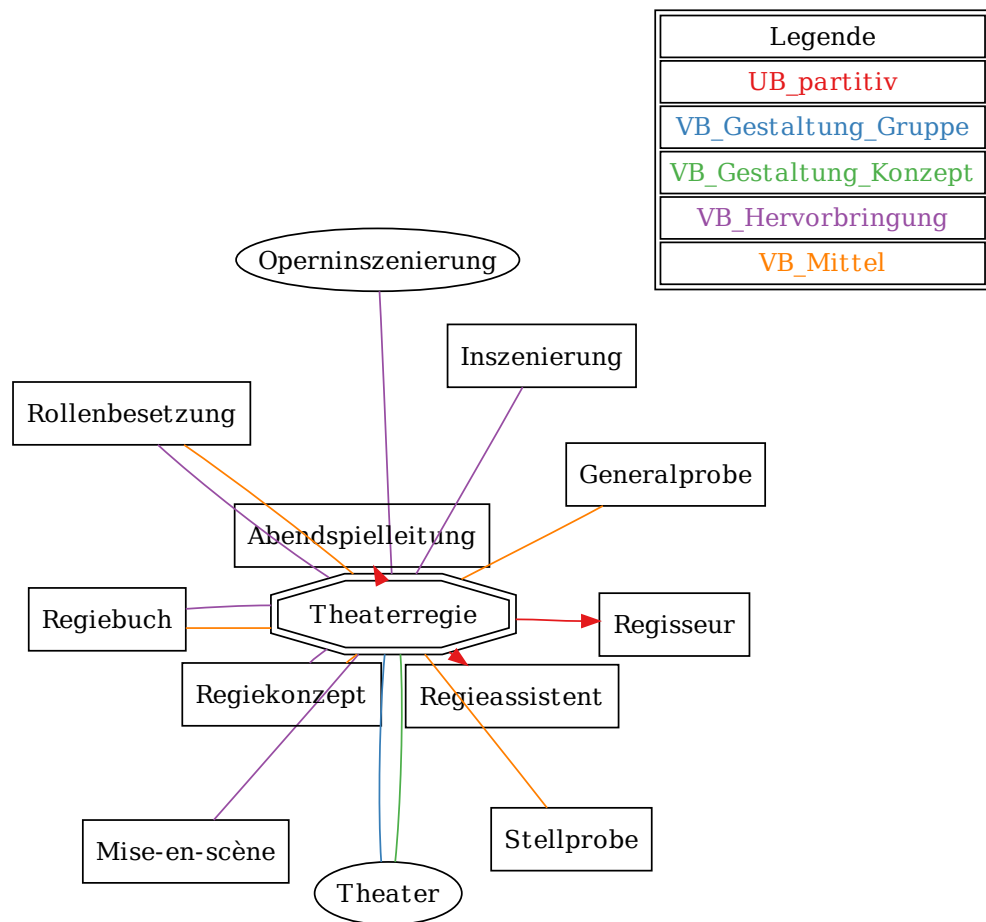 Legende
UB_partitiv
VB_Gestaltung_Gruppe
VB_Gestaltung_Konzept
VB_Hervorbringung
VB_Mittel
Operninszenierung
Inszenierung
Rollenbesetzung
Generalprobe
Abendspielleitung
Theaterregie
Regiebuch
Regisseur
Regiekonzept
Regieassistent
Stellprobe
Mise-en-scène
Theater